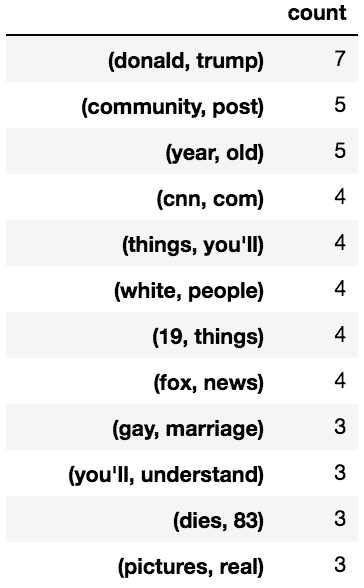 count
(donald, trump) 7
(community, post) 5
(year, old) 5
(cnn, com) 4
(things, you'll) 4
(white, people) 4
(19, things) 4
(fox, news) 4
(gay, marriage) 3
(you'll, understand) 3
(dies, 83) 3
(pictures, real) 3